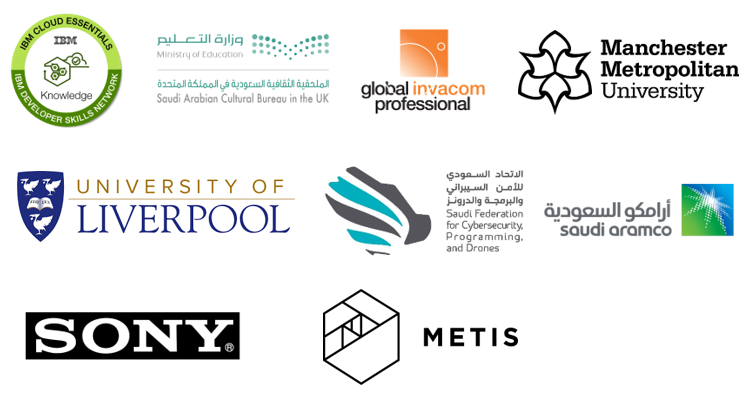 IBM CLOUD ESSENTIALS
IBM
Knowledge
IBM DEVELOPER SKILLS NETWORK
وزارة التعليم
Ministry of Education
الملحقية الثقافية السعودية في المملكة المتحدة
Saudi Arabian Cultural Bureau in the UK
global invacom
professional
Manchester
Metropolitan
University
UNIVERSITY OF
LIVERPOOL
الاتحاد السعودي
للأمن السيبراني
والبرمجة والدرونز
Saudi Federation
for Cybersecurity,
Programming,
and Drones
أرامكو السعودية
saudi aramco
SONY®
METIS